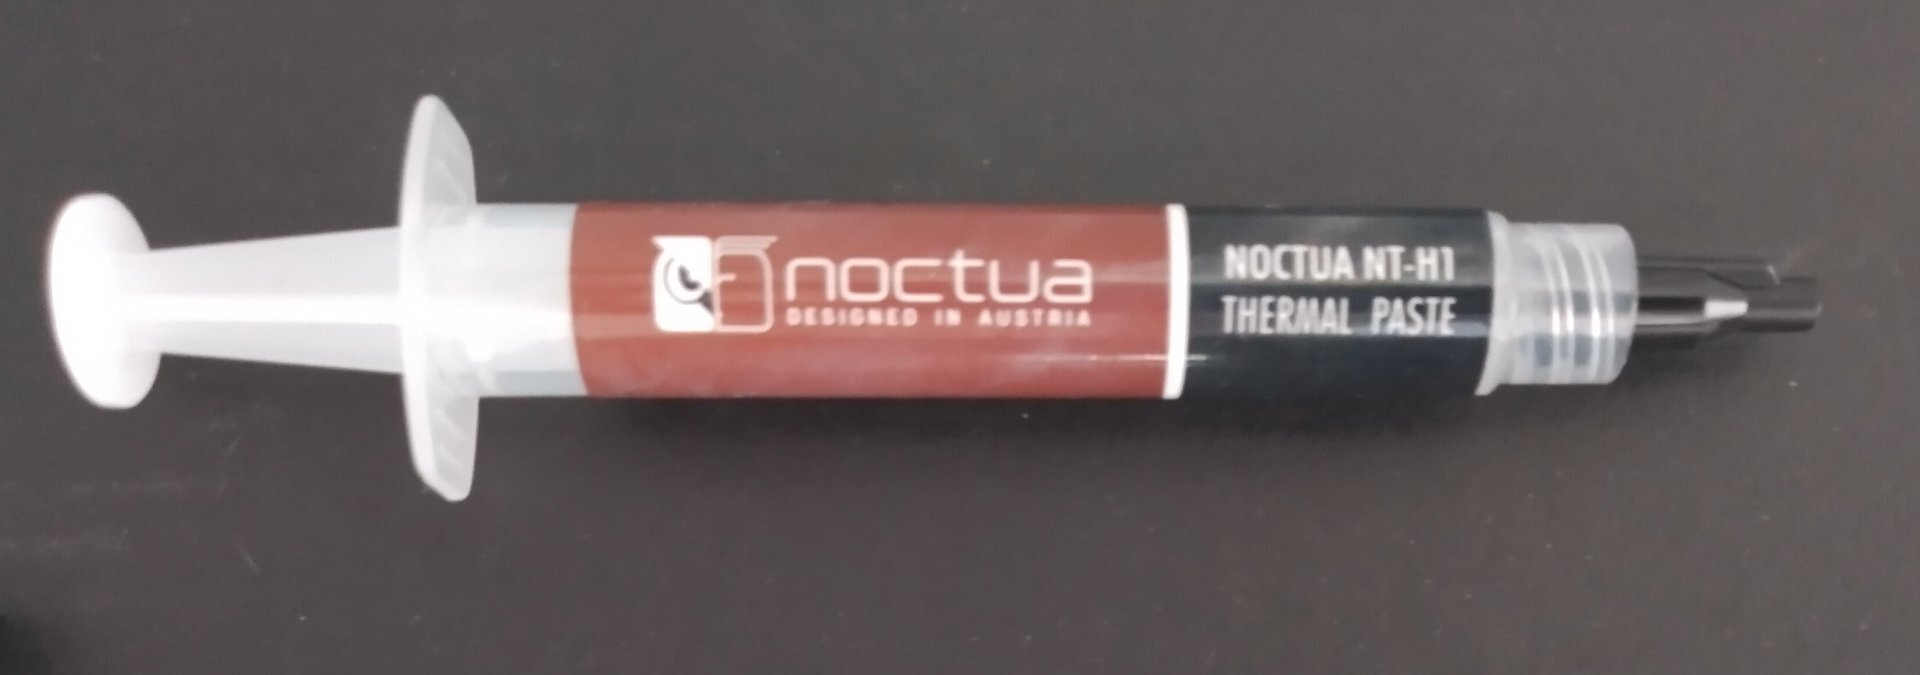 noctua
DESIGNED IN AUSTRIA
NOCTUA NT-H1
THERMAL PASTE